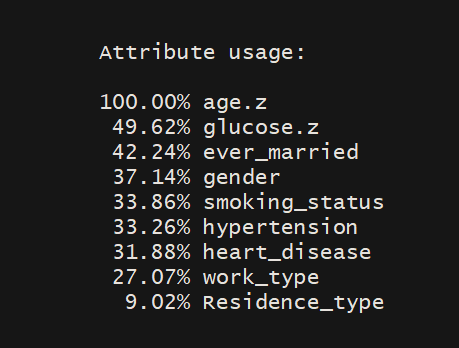 Attribute usage:
100.00% age.z
49.62% glucose.z
42.24% ever_married
37.14% gender
33.86% smoking_status
33.26% hypertension
31.88% heart_disease
27.07% work_type
9.02% Residence_type